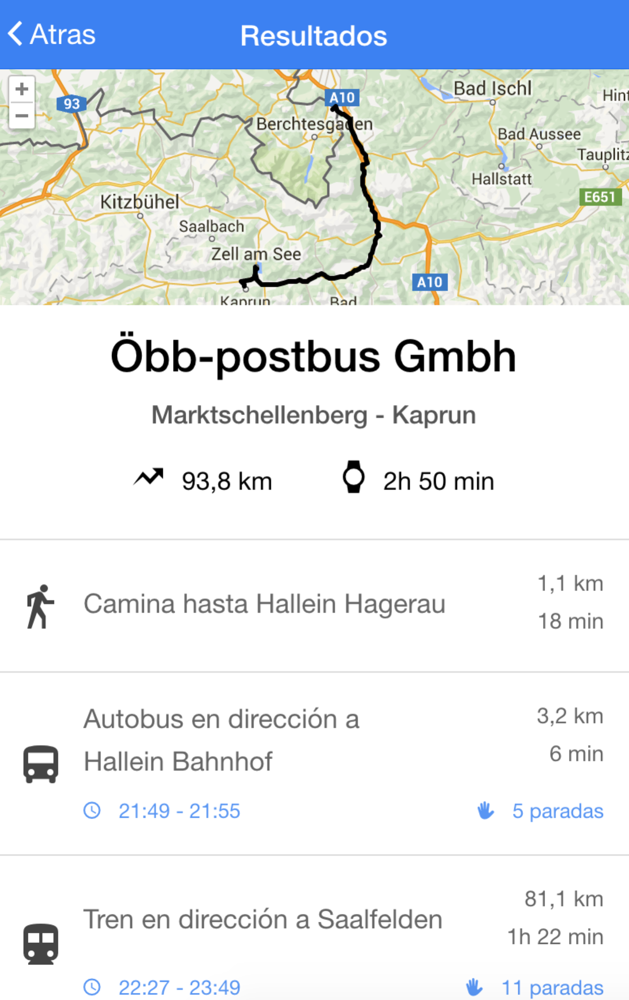 Atras
Resultados
+
−
93
A10
Bad Ischl
Berchtesgaden
Bad Aussee
Hallstatt
E651
Kitzbühel
Saalbach
Zell am See
A10
Kaprun
Bad
Öbb-postbus Gmbh
Marktschellenberg - Kaprun
93,8 km
2h 50 min
Camina hasta Hallein Hagerau
1,1 km
18 min
Autobus en dirección a
Hallein Bahnhof
3,2 km
6 min
21:49 - 21:55
5 paradas
Tren en dirección a Saalfelden
81,1 km
1h 22 min
22:27 - 23:49
11 paradas